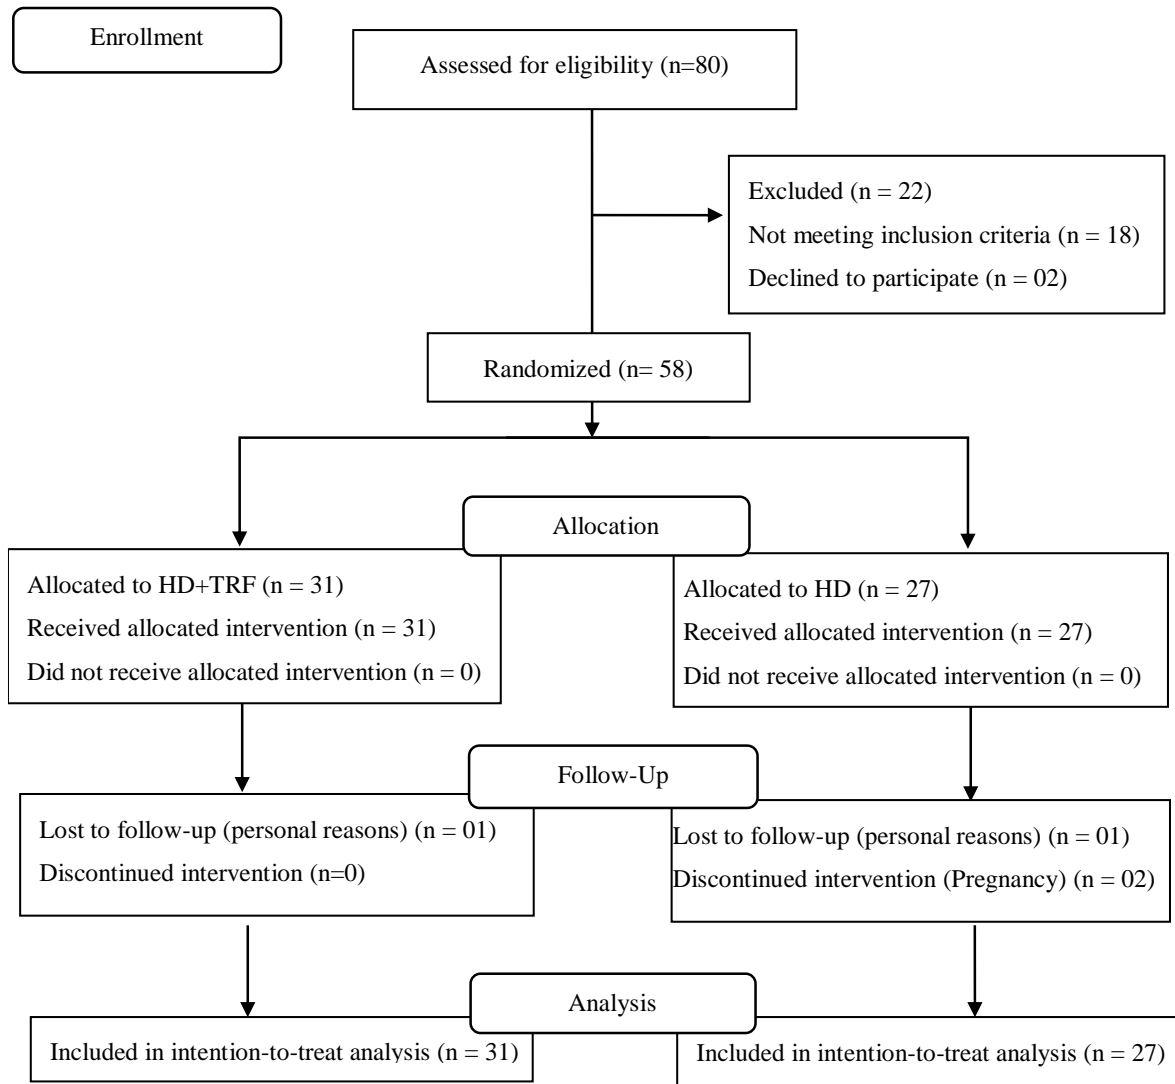 Enrollment
Assessed for eligibility (n=80)
Excluded (n = 22)
Not meeting inclusion criteria (n = 18)
Declined to participate (n = 02)
Randomized (n= 58)
Allocation
Allocated to HD+TRF (n = 31)
Received allocated intervention (n = 31)
Did not receive allocated intervention (n = 0)
Allocated to HD (n = 27)
Received allocated intervention (n = 27)
Did not receive allocated intervention (n = 0)
Follow-Up
Lost to follow-up (personal reasons) (n = 01)
Discontinued intervention (n=0)
Lost to follow-up (personal reasons) (n = 01)
Discontinued intervention (Pregnancy) (n = 02)
Analysis
Included in intention-to-treat analysis (n = 31)
Included in intention-to-treat analysis (n = 27)